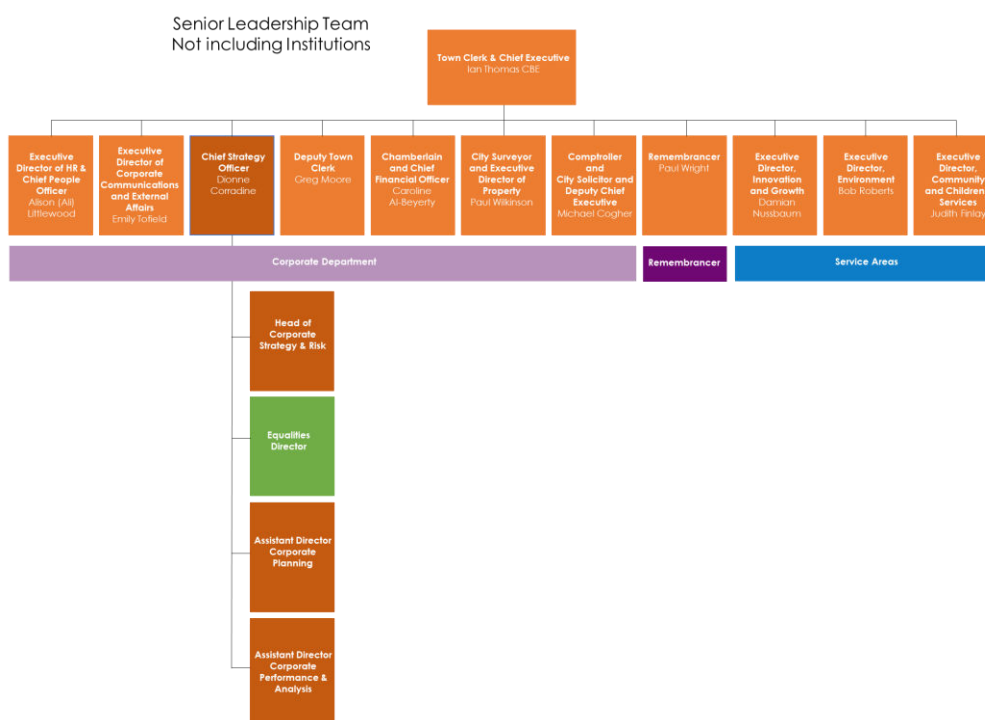 Senior Leadership Team
Not including Institutions
Town Clerk & Chief Executive
Ian Thomas CBE
Executive
Director of HR &
Chief People
Officer
Alison (Ali)
Littlewood
Executive
Director of
Corporate
Communications
and External
Affairs
Emily Tofield
Chief Strategy
Officer
Dionne
Corradine
Deputy Town
Clerk
Greg Moore
Chamberlain
and Chief
Financial Officer
Caroline
Al-Beyerty
City Surveyor
and Executive
Director of
Property
Paul Wilkinson
Comptroller
and
City Solicitor and
Deputy Chief
Executive
Michael Cogher
Remembrancer
Paul Wright
Executive
Director,
Innovation
and Growth
Damian
Nussbaum
Executive
Director,
Environment
Bob Roberts
Executive
Director,
Community
and Children
Services
Judith Finlay
Corporate Department
Remembrancer
Service Areas
Head of
Corporate
Strategy & Risk
Equalities
Director
Assistant Director
Corporate
Planning
Assistant Director
Corporate
Performance &
Analysis